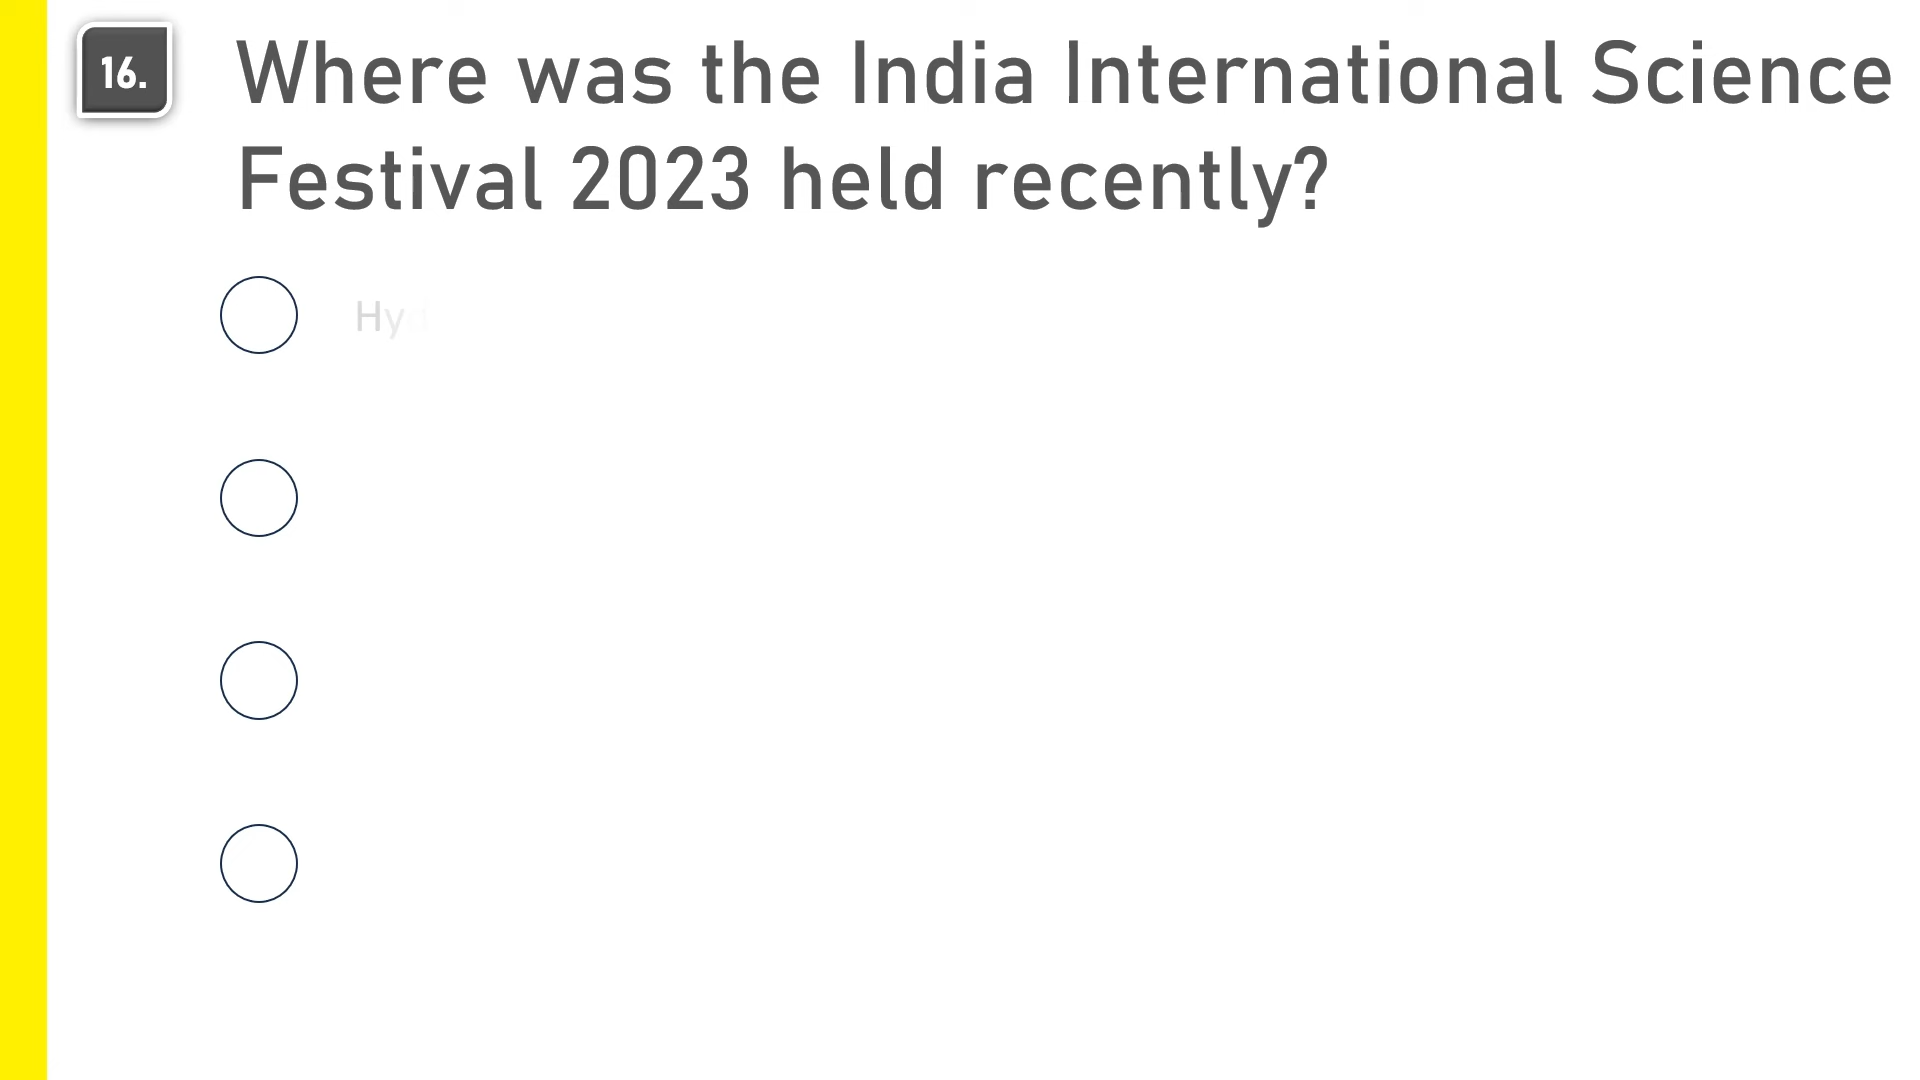 16.
Where was the India International Science
Festival 2023 held recently?
Hy